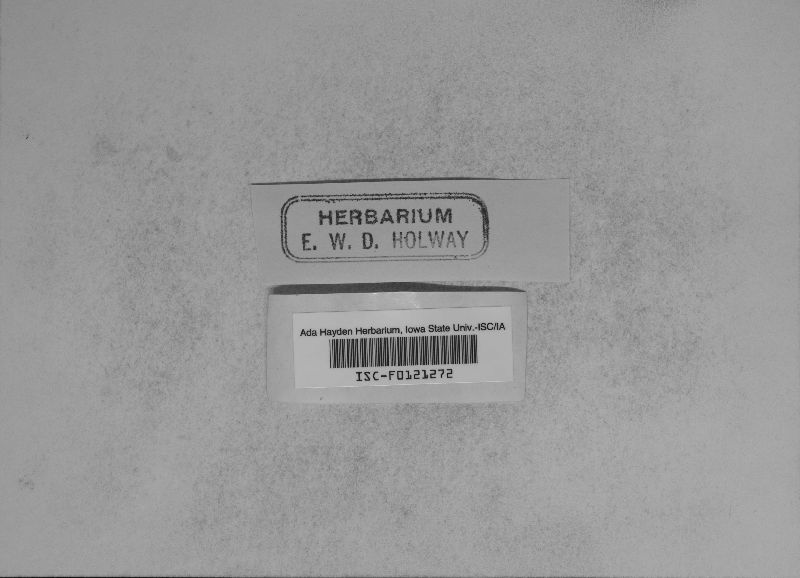 HERBARIUM
E. W. D. HOLWAY
Ada Hayden Herbarium, Iowa State Univ.-ISC/IA
ISC-F0121272